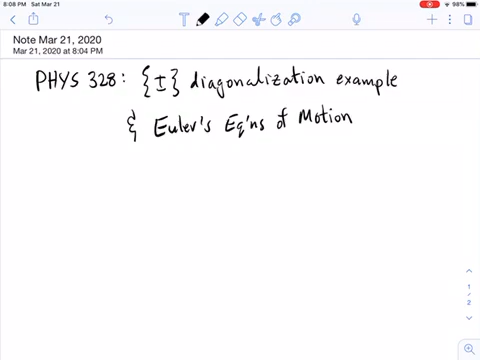 8:08 PM Sat Mar 21
98%
Note Mar 21, 2020
Mar 21, 2020 at 8:04 PM
PHYS 328: {I} diagonalization example
& Euler's Eq'ns of Motion
1
/
2